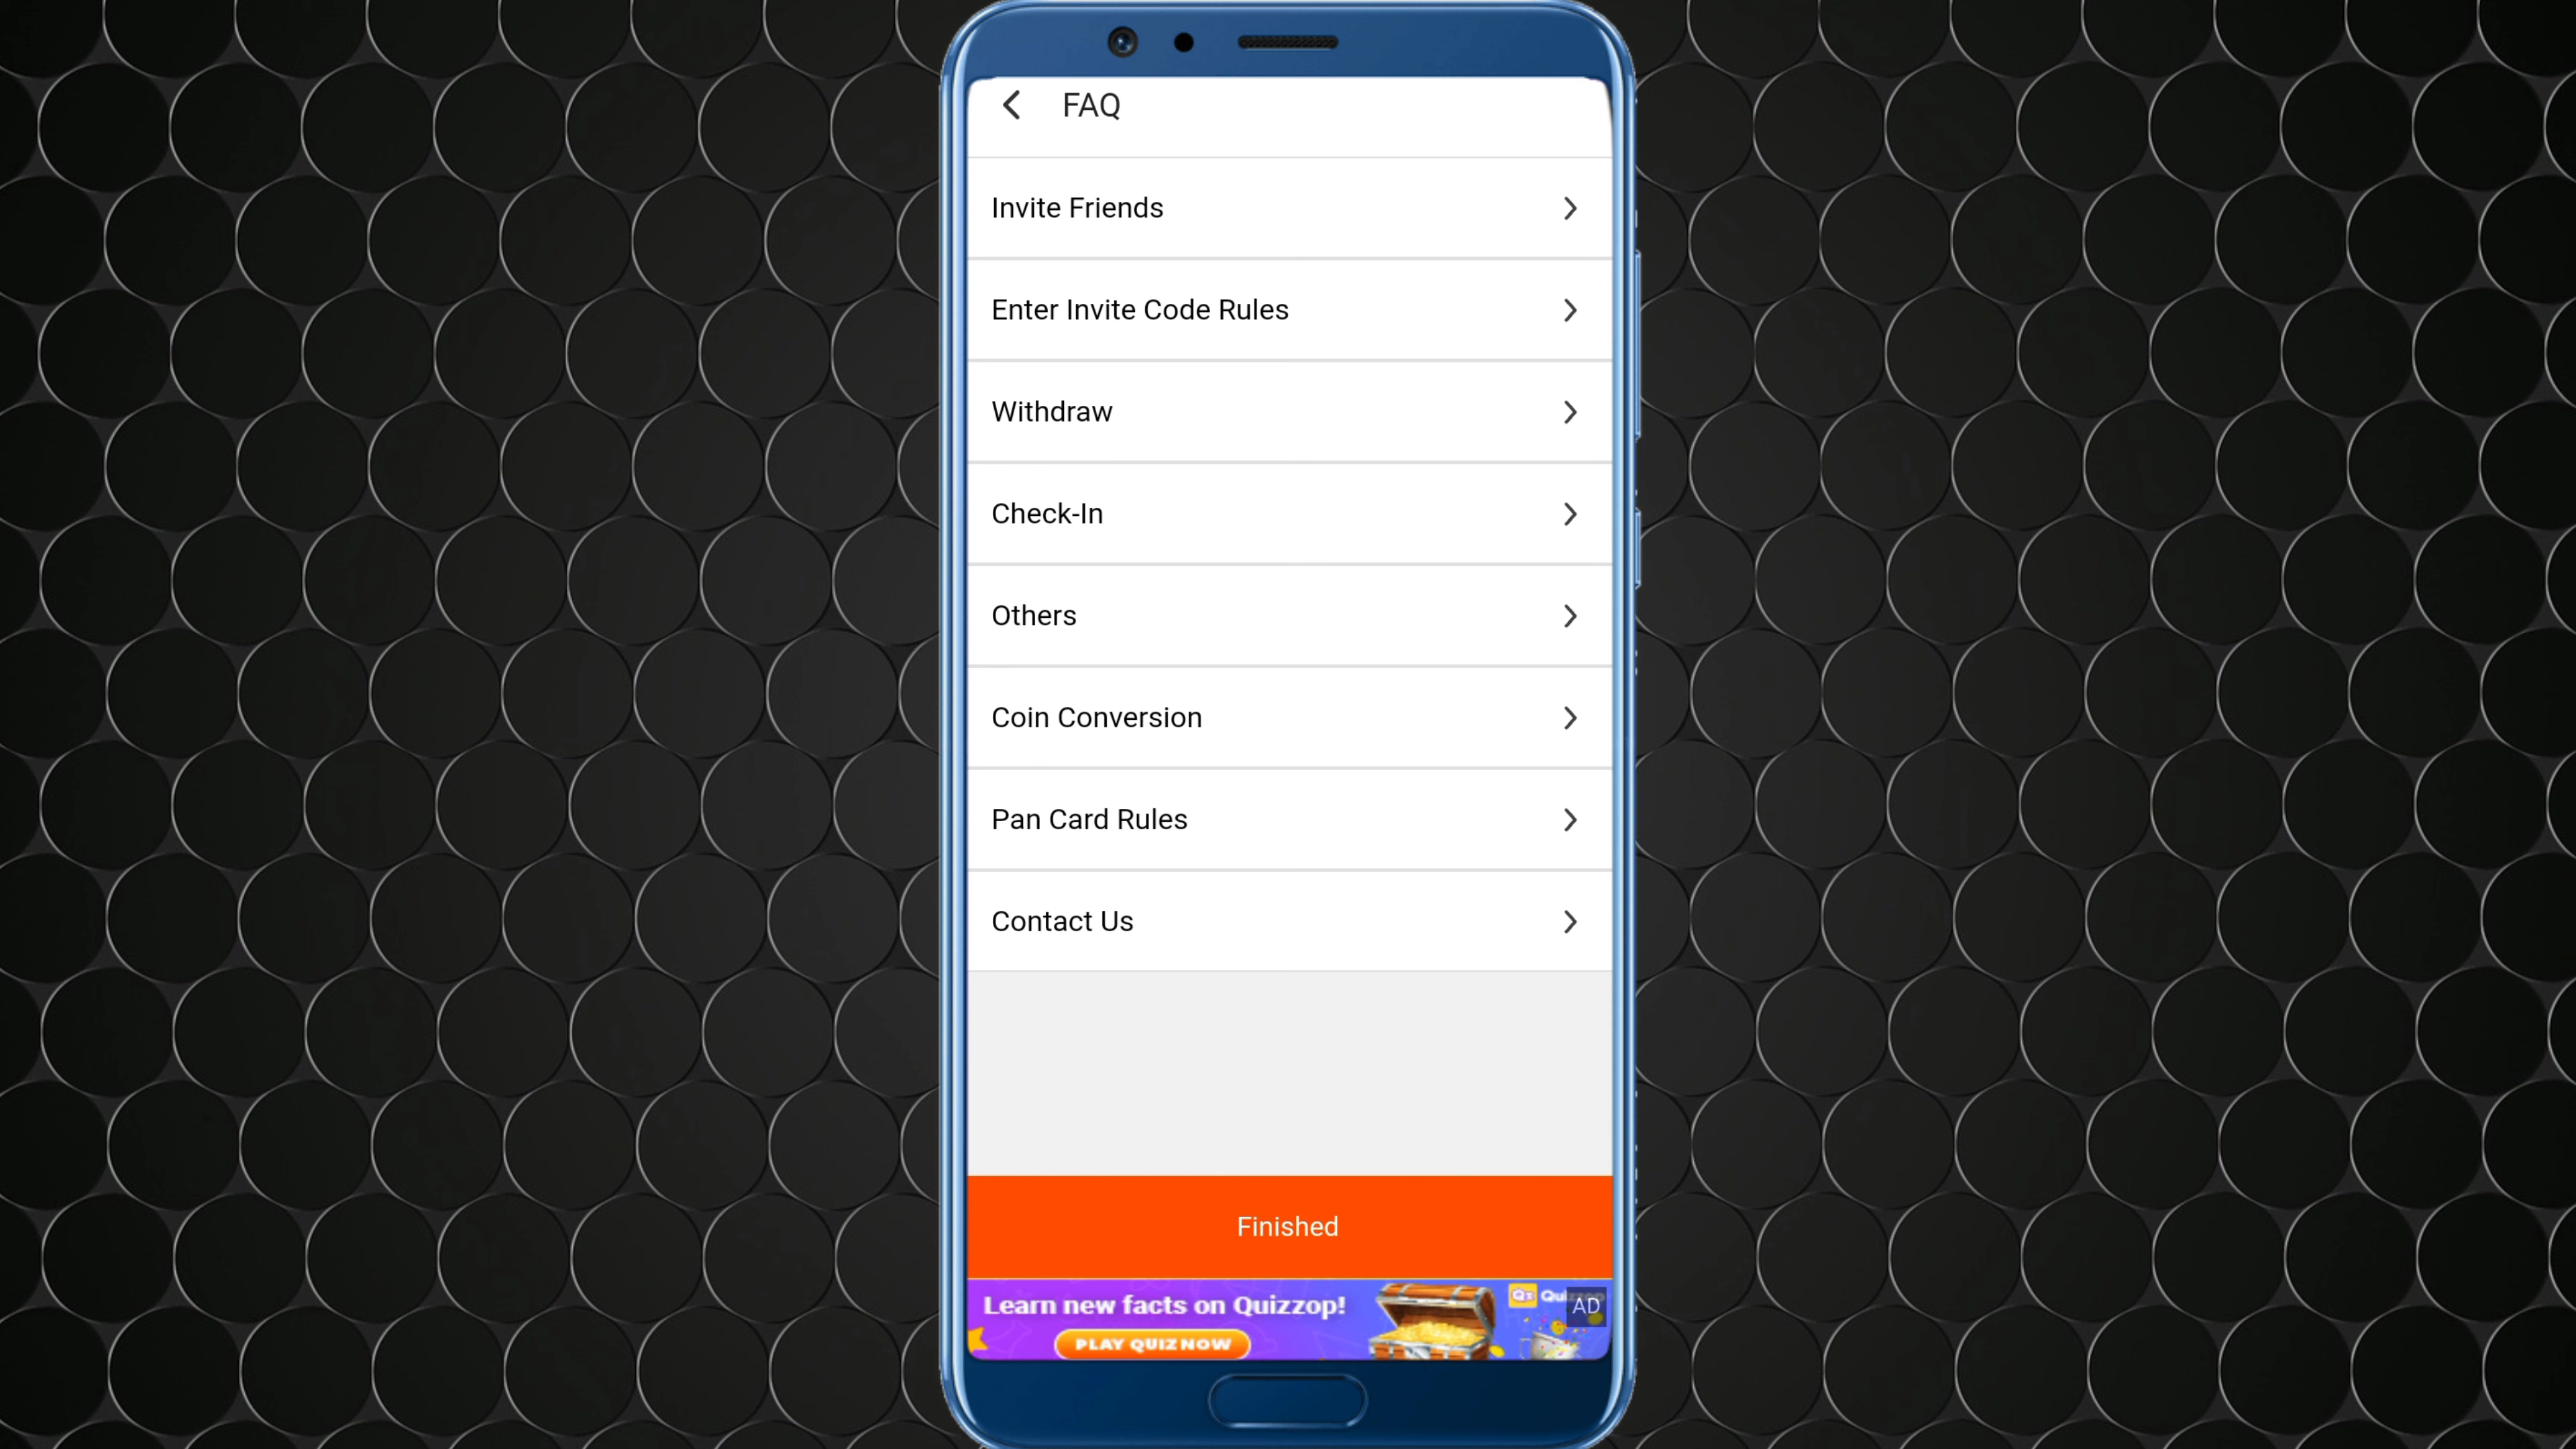 FAQ
Invite Friends
Enter Invite Code Rules
Withdraw
Check-In
Others
Coin Conversion
Pan Card Rules
Contact Us
Finished
Learn new facts on Quizzop!
PLAY QUIZ NOW
AD